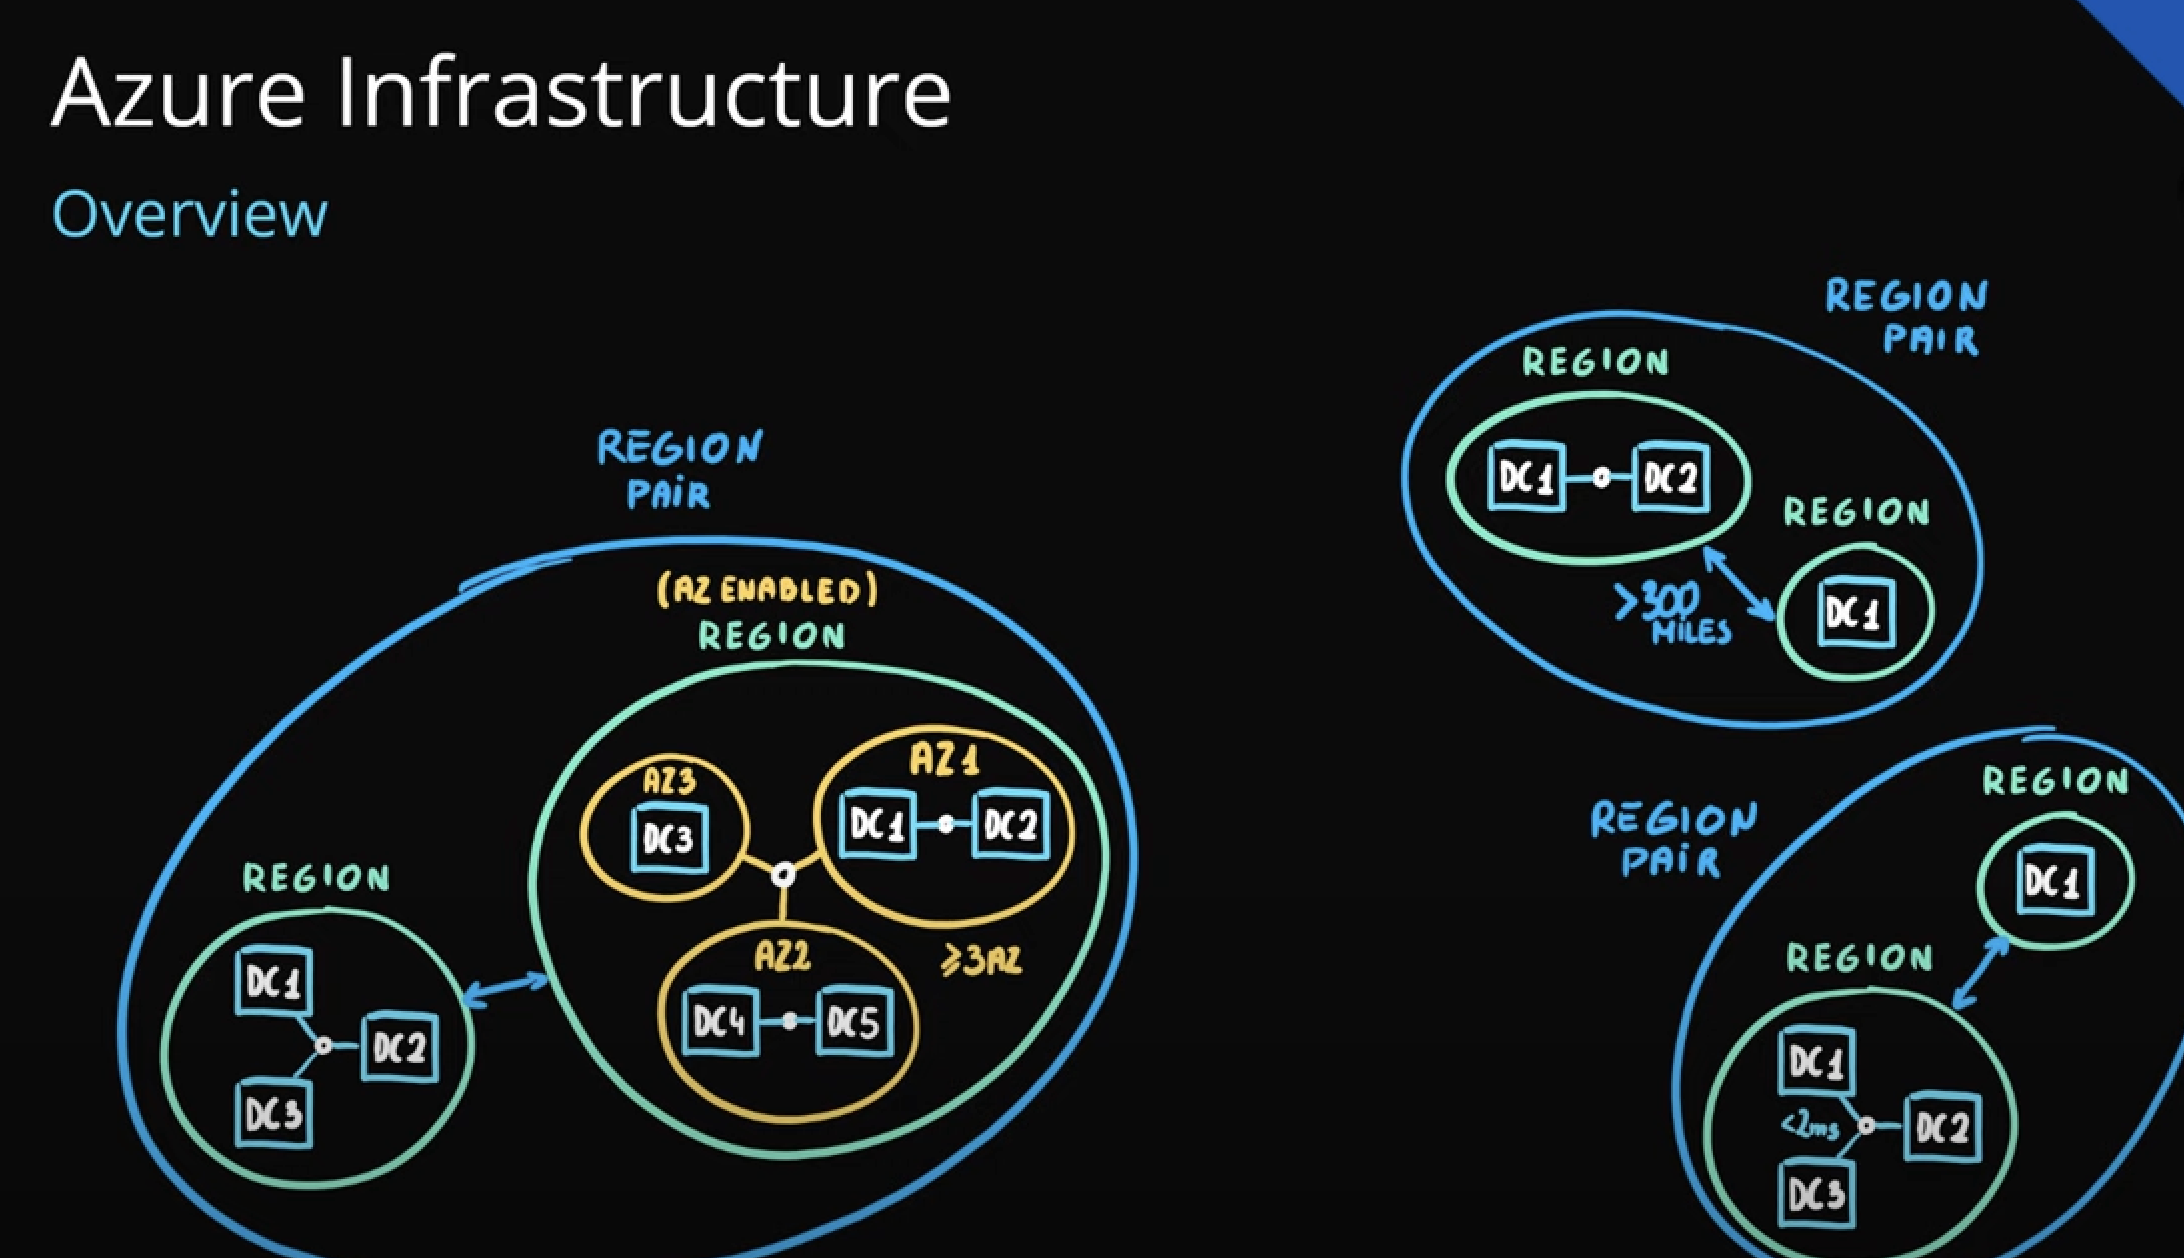 Azure Infrastructure
Overview
REGION
PAIR
(AZ ENABLED)
REGION
AZ3
DC3
AZ1
DC1
DC2
AZ2
DC4
DC5
≥3AZ
REGION
DC1
DC2
DC3
REGION
PAIR
REGION
DC1
DC2
>300
MILES
REGION
DC1
REGION
PAIR
REGION
DC1
REGION
DC1
<2ms
DC2
DC3